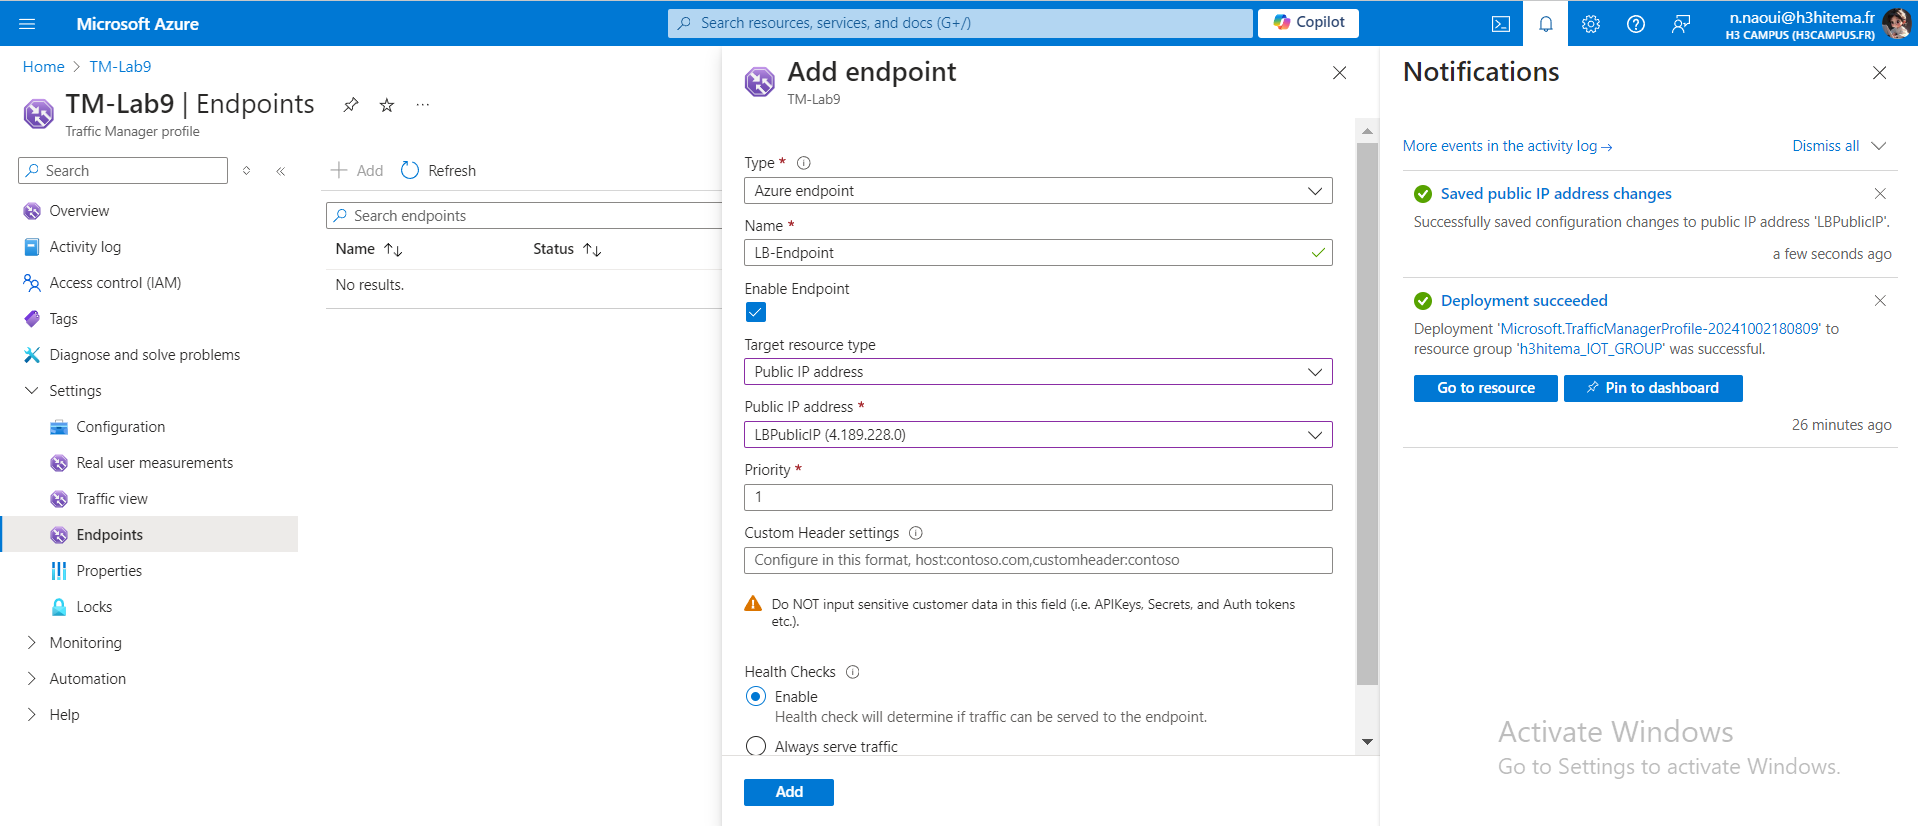 Microsoft Azure
Search resources, services, and docs (G+/)
Copilot
n.naoui@h3hitema.fr
H3 CAMPUS (H3CAMPUS.FR)
Home > TM-Lab9
TM-Lab9 | Endpoints
Traffic Manager profile
Search
Overview
Activity log
Access control (IAM)
Tags
Diagnose and solve problems
Settings
Configuration
Real user measurements
Traffic view
Endpoints
Properties
Locks
Monitoring
Automation
Help
Add
Refresh
Search endpoints
Name
Status
No results.
Add endpoint
TM-Lab9
Type *
Azure endpoint
Name *
LB-Endpoint
Enable Endpoint
Target resource type
Public IP address
Public IP address *
LBPublicIP (4.189.228.0)
Priority *
1
Custom Header settings
Configure in this format, host:contoso.com,customheader:contoso
Do NOT input sensitive customer data in this field (i.e. APIKeys, Secrets, and Auth tokens
etc.).
Health Checks
Enable
Health check will determine if traffic can be served to the endpoint.
Always serve traffic
Add
Notifications
More events in the activity log →
Dismiss all
Saved public IP address changes
Successfully saved configuration changes to public IP address 'LBPublicIP'.
a few seconds ago
Deployment succeeded
Deployment 'Microsoft.TrafficManagerProfile-20241002180809' to
resource group 'h3hitema_IOT_GROUP' was successful.
Go to resource
Pin to dashboard
26 minutes ago
Activate Windows
Go to Settings to activate Windows.